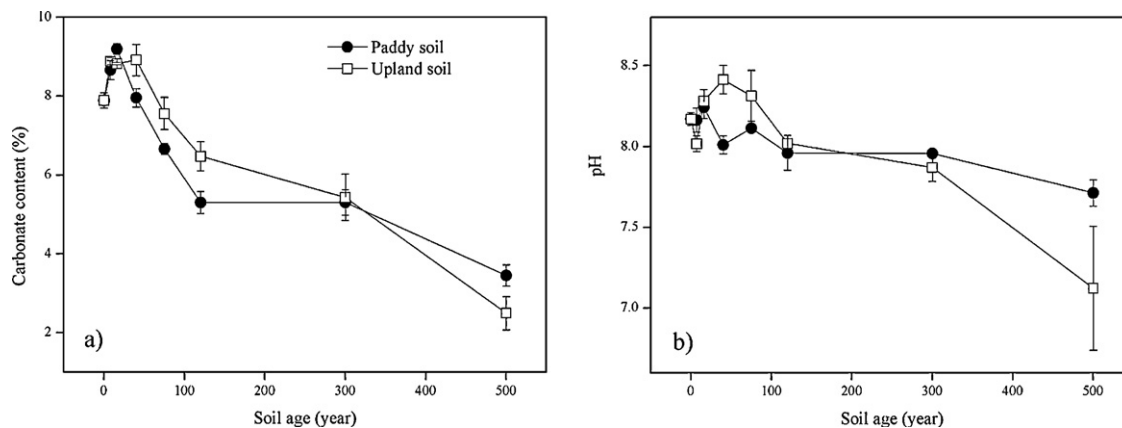 10
8
6
4
2
Carbonate content (%)
Paddy soil
Upland soil
a)
0 100 200 300 400 500
Soil age (year)
8.5
8.0
7.5
7.0
pH
b)
0 100 200 300 400 500
Soil age (year)